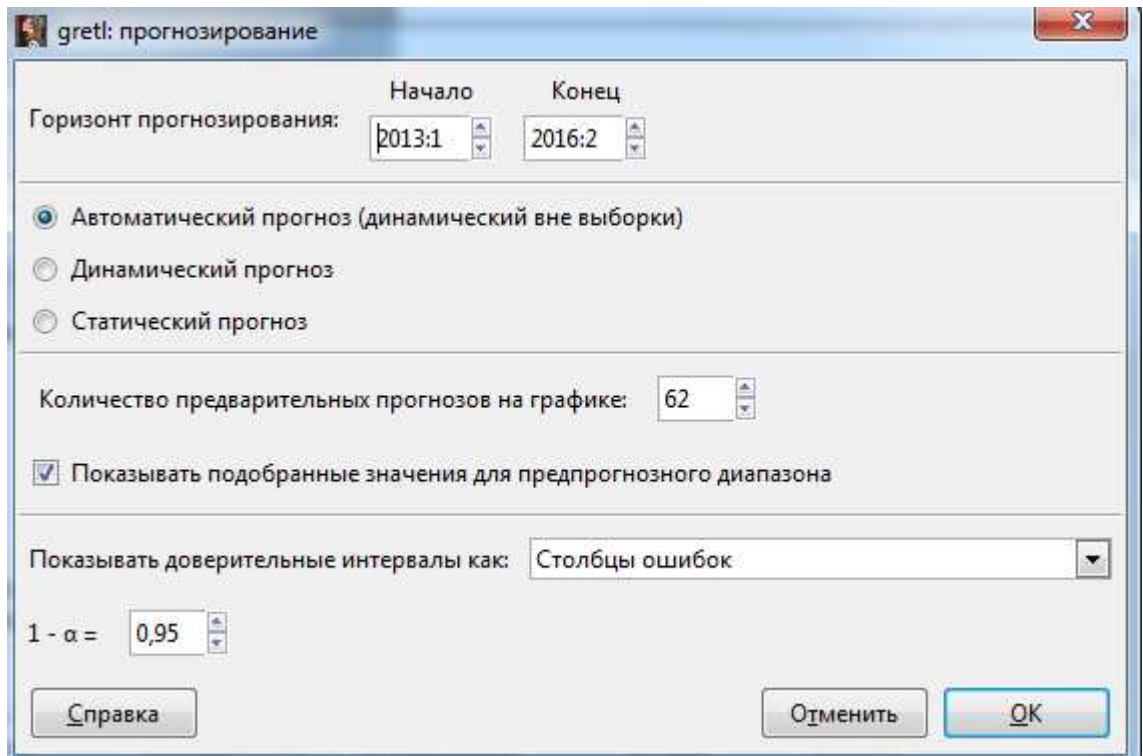 gretl: прогнозирование
Начало Конец
Горизонт прогнозирования: 2013:1 2016:2
Автоматический прогноз (динамический вне выборки)
Динамический прогноз
Статический прогноз
Количество предварительных прогнозов на графике: 62
Показывать подобранные значения для предпрогнозного диапазона
Показывать доверительные интервалы как: Столбцы ошибок
1 - α = 0,95
Справка Отменить OK